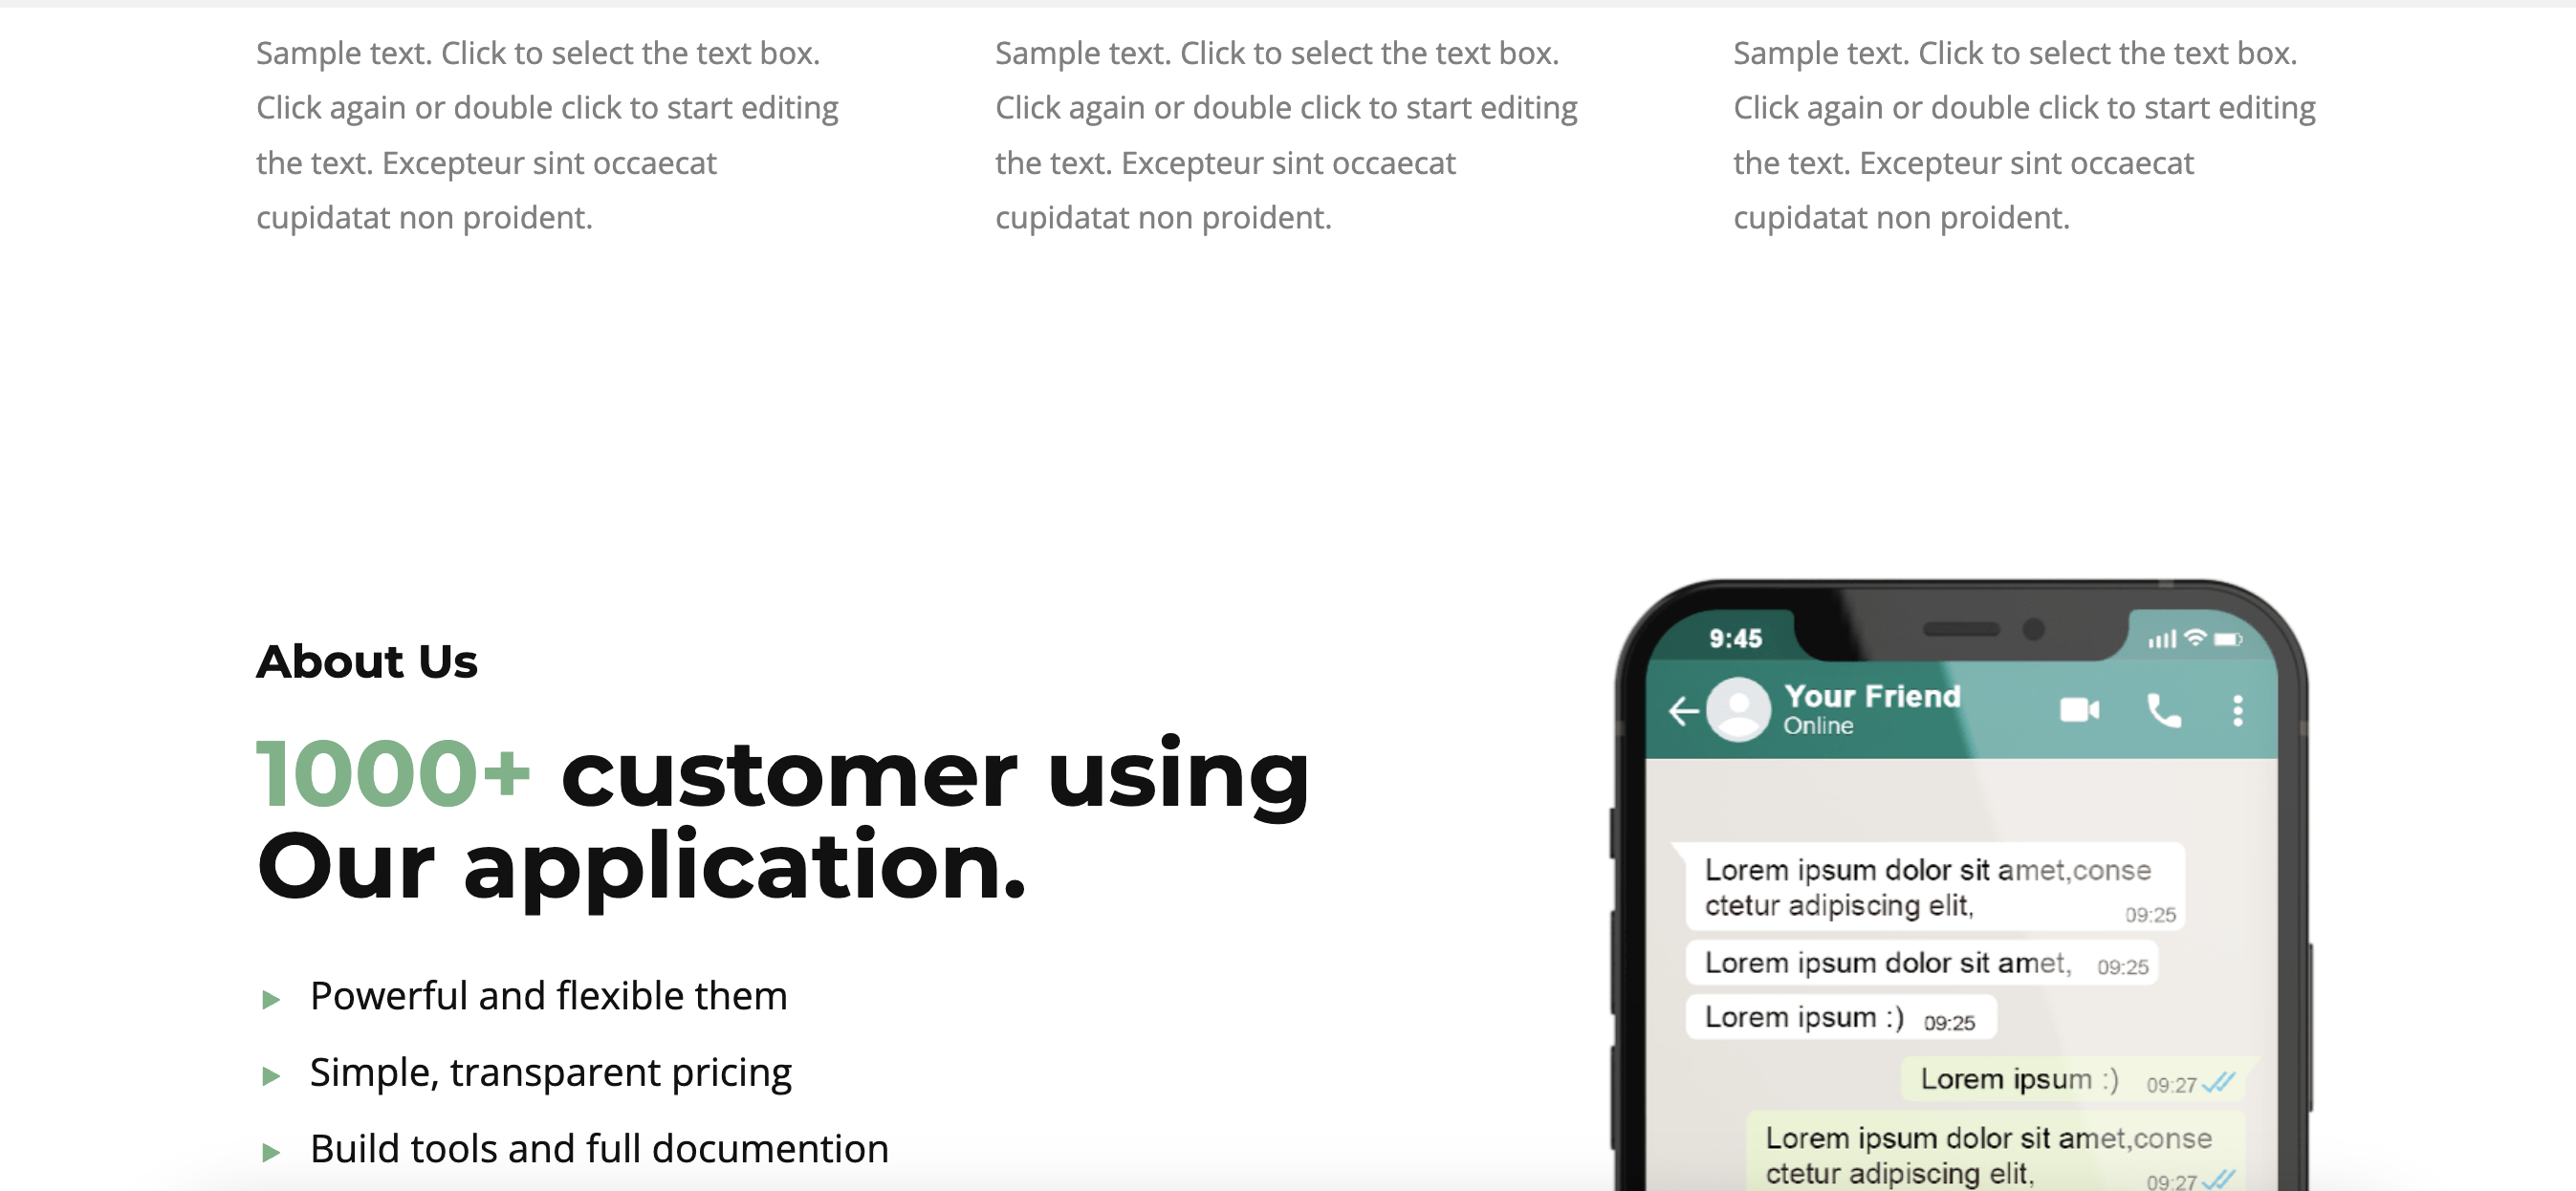 Sample text. Click to select the text box.
Click again or double click to start editing
the text. Excepteur sint occaecat
cupidatat non proident.
Sample text. Click to select the text box.
Click again or double click to start editing
the text. Excepteur sint occaecat
cupidatat non proident.
Sample text. Click to select the text box.
Click again or double click to start editing
the text. Excepteur sint occaecat
cupidatat non proident.
About Us
1000+ customer using
Our application.
Powerful and flexible them
Simple, transparent pricing
Build tools and full documention
9:45
Your Friend
Online
Lorem ipsum dolor sit amet,conse
ctetur adipiscing elit,
09:25
Lorem ipsum dolor sit amet, 09:25
Lorem ipsum :) 09:25
Lorem ipsum :) 09:27
Lorem ipsum dolor sit amet,conse
ctetur adipiscing elit,
09:27